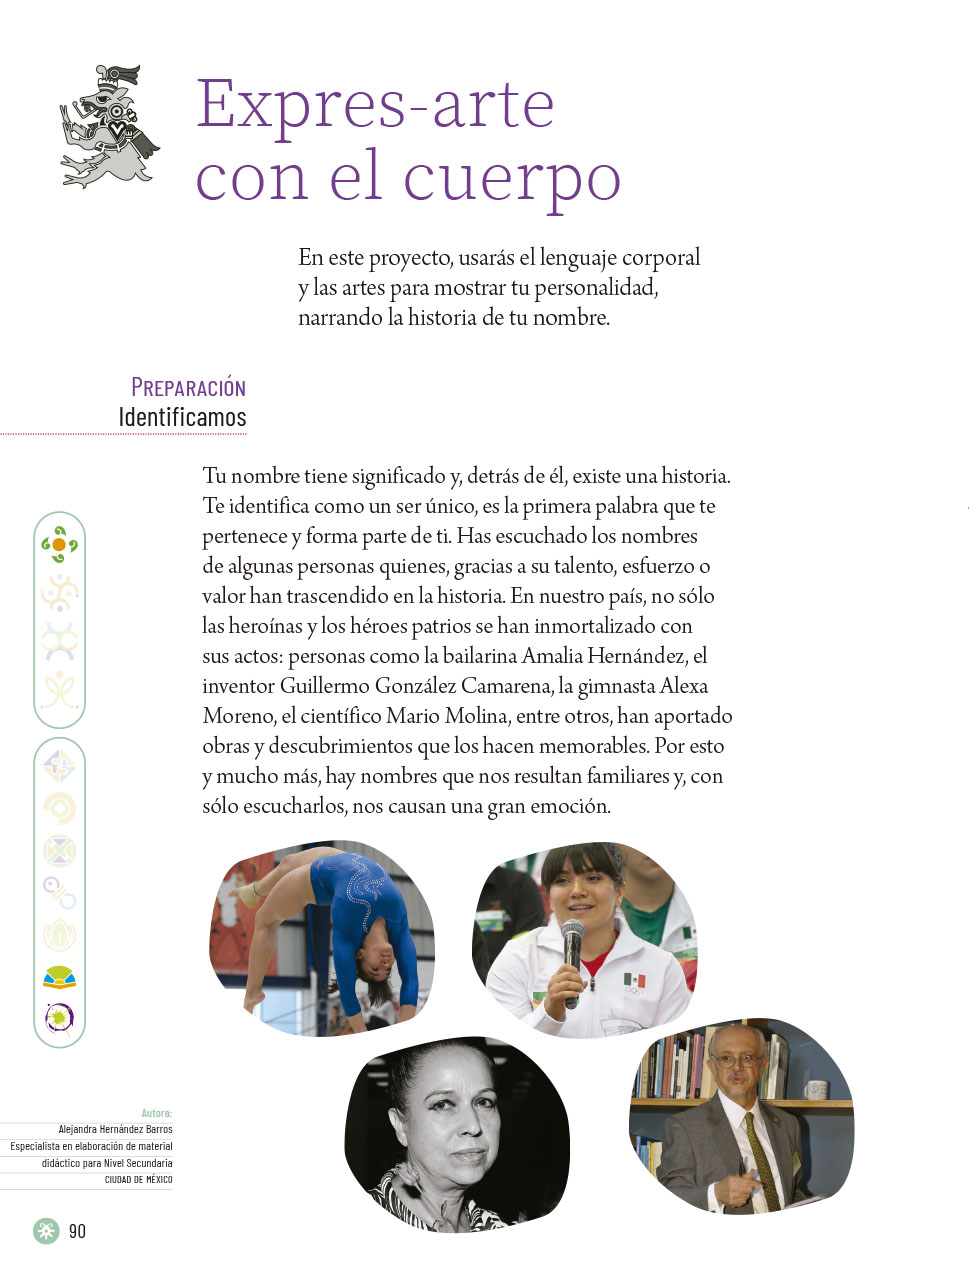 Expres-arte
con el cuerpo
En este proyecto, usarás el lenguaje corporal
y las artes para mostrar tu personalidad,
narrando la historia de tu nombre.
PREPARACIÓN
Identificamos
Tu nombre tiene significado y, detrás de él, existe una historia.
Te identifica como un ser único, es la primera palabra que te
pertenece y forma parte de ti. Has escuchado los nombres
de algunas personas quienes, gracias a su talento, esfuerzo o
valor han trascendido en la historia. En nuestro país, no sólo
las heroínas y los héroes patrios se han inmortalizado con
sus actos: personas como la bailarina Amalia Hernández, el
inventor Guillermo González Camarena, la gimnasta Alexa
Moreno, el científico Mario Molina, entre otros, han aportado
obras y descubrimientos que los hacen memorables. Por esto
y mucho más, hay nombres que nos resultan familiares y, con
sólo escucharlos, nos causan una gran emoción.
Autora:
Alejandra Hernández Barros
Especialista en elaboración de material
didáctico para Nivel Secundaria
CIUDAD DE MÉXICO
90